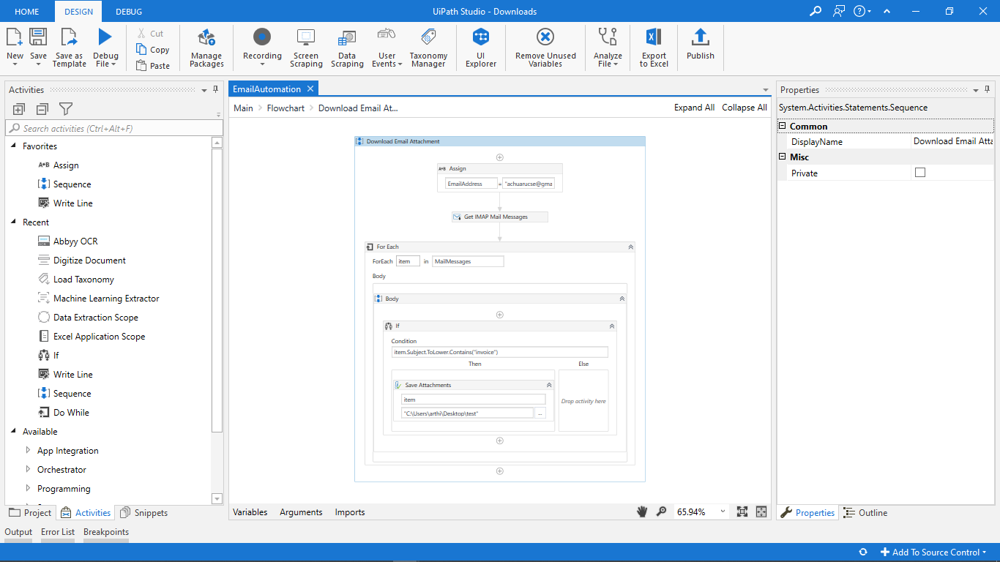 HOME DESIGN DEBUG UiPath Studio - Downloads
New Save Save as Template Debug File Cut Copy Paste Manage Packages Recording Screen Scraping Data Scraping User Events Taxonomy Manager UI Explorer Remove Unused Variables Analyze File Export to Excel Publish
Activities
Search activities (Ctrl+Alt+F)
Favorites
Assign
Sequence
Write Line
Recent
Abbyy OCR
Digitize Document
Load Taxonomy
Machine Learning Extractor
Data Extraction Scope
Excel Application Scope
If
Write Line
Sequence
Do While
Available
App Integration
Orchestrator
Programming
Project Activities Snippets
EmailAutomation
Main Flowchart Download Email At... Expand All Collapse All
Download Email Attachment
A*B Assign
EmailAddress = "achuarucse@gma
Get IMAP Mail Messages
For Each
ForEach item in MailMessages
Body
Body
If
Condition
item.Subject.ToLower.Contains("invoice")
Then Else
Save Attachments
item
Drop activity here
"C:\Users\arthi\Desktop\test" ...
Variables Arguments Imports 65.94%
Properties
System.Activities.Statements.Sequence
Common
DisplayName Download Email Atta
Misc
Private
Properties Outline
Output Error List Breakpoints
Add To Source Control